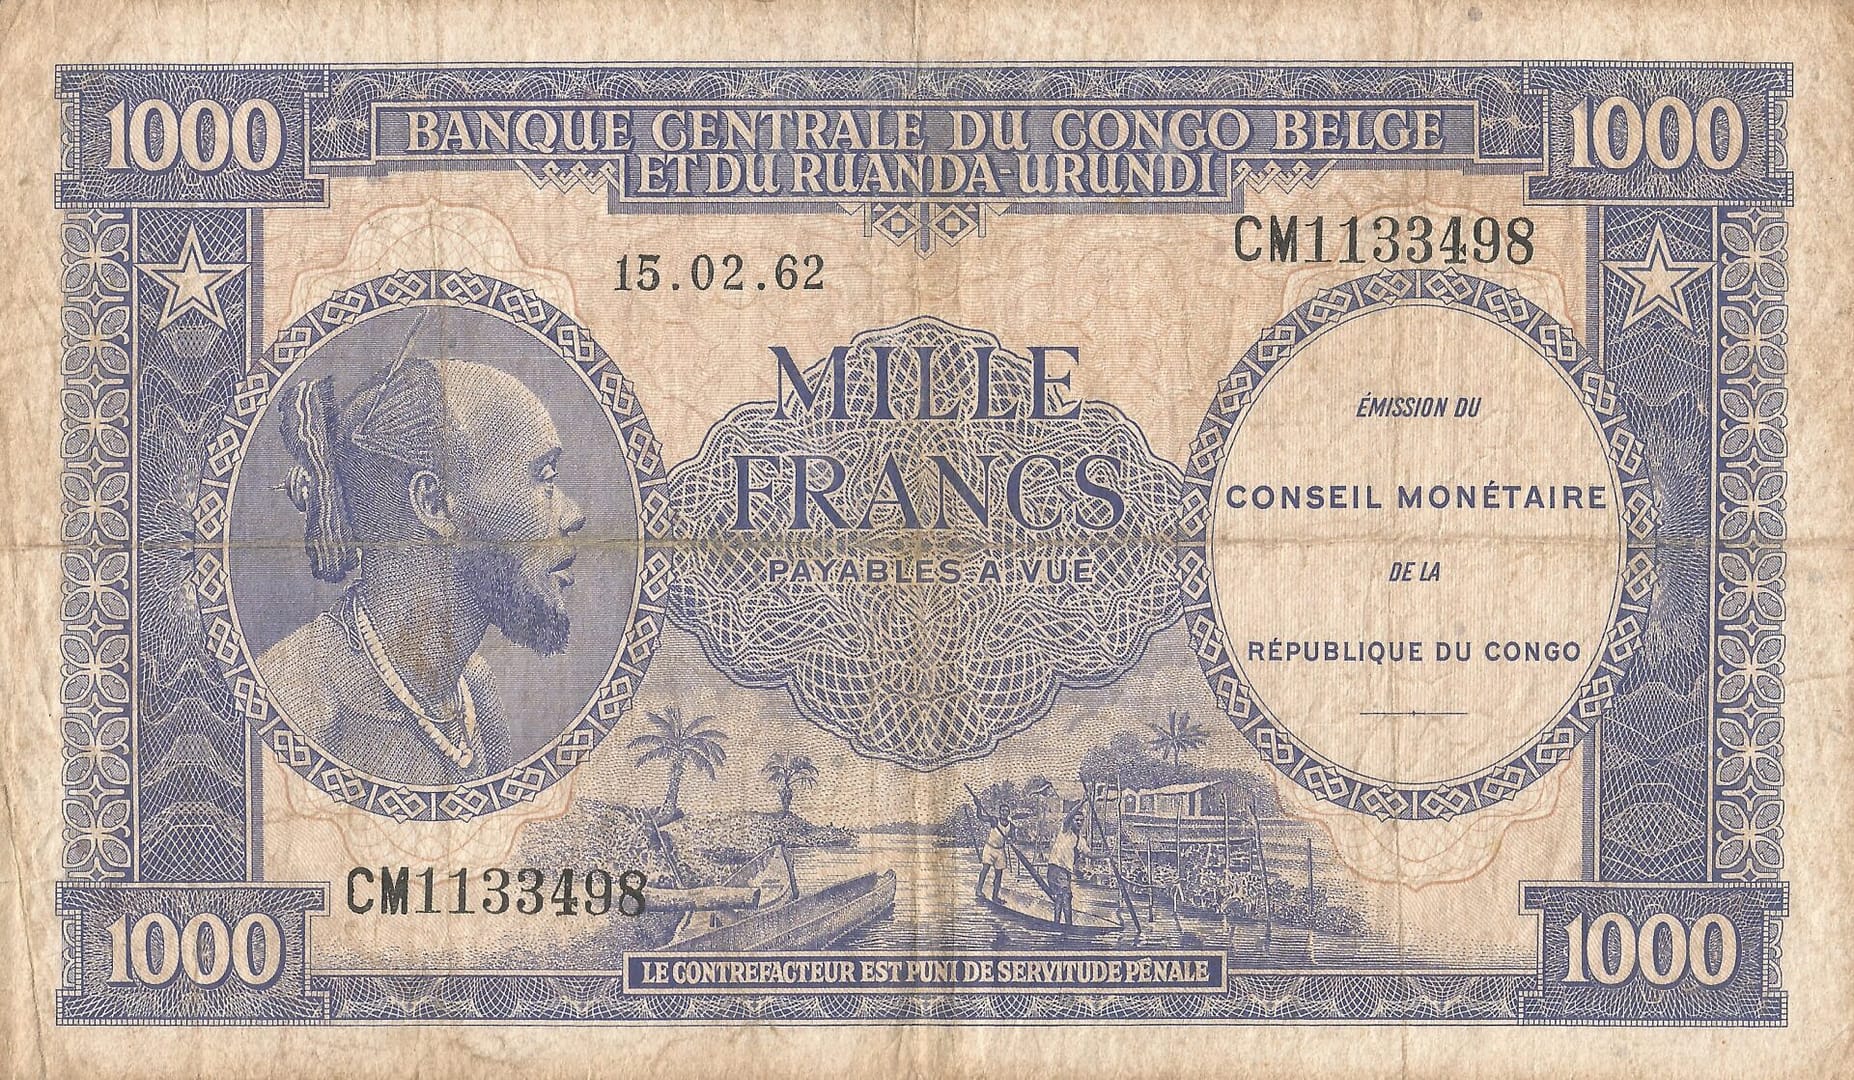 1000
1000
BANQUE CENTRALE DU CONGO BELGE
ET DU RUANDA-URUNDI
CM1133498
15.02.62
MILLE
FRANCS
PAYABLES A VUE
ÉMISSION DU
CONSEIL MONÉTAIRE
DE LA
RÉPUBLIQUE DU CONGO
CM1133498
1000
1000
LE CONTREFACTEUR EST PUNI DE SERVITUDE PÉNALE